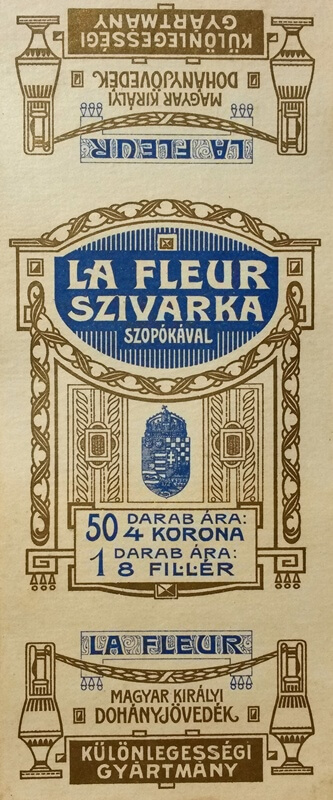 KÜLÖNLEGESSÉGI
GYÁRTMÁNY
MAGYAR KIRÁLYI
DOHÁNYJÖVEDÉK
LA FLEUR
LA FLEUR
SZIVARKA
SZOPÓKÁVAL
50 DARAB ÁRA:
4 KORONA
1 DARAB ÁRA:
8 FILLÉR
LA FLEUR
MAGYAR KIRÁLYI
DOHÁNYJÖVEDÉK
KÜLÖNLEGESSÉGI
GYÁRTMÁNY